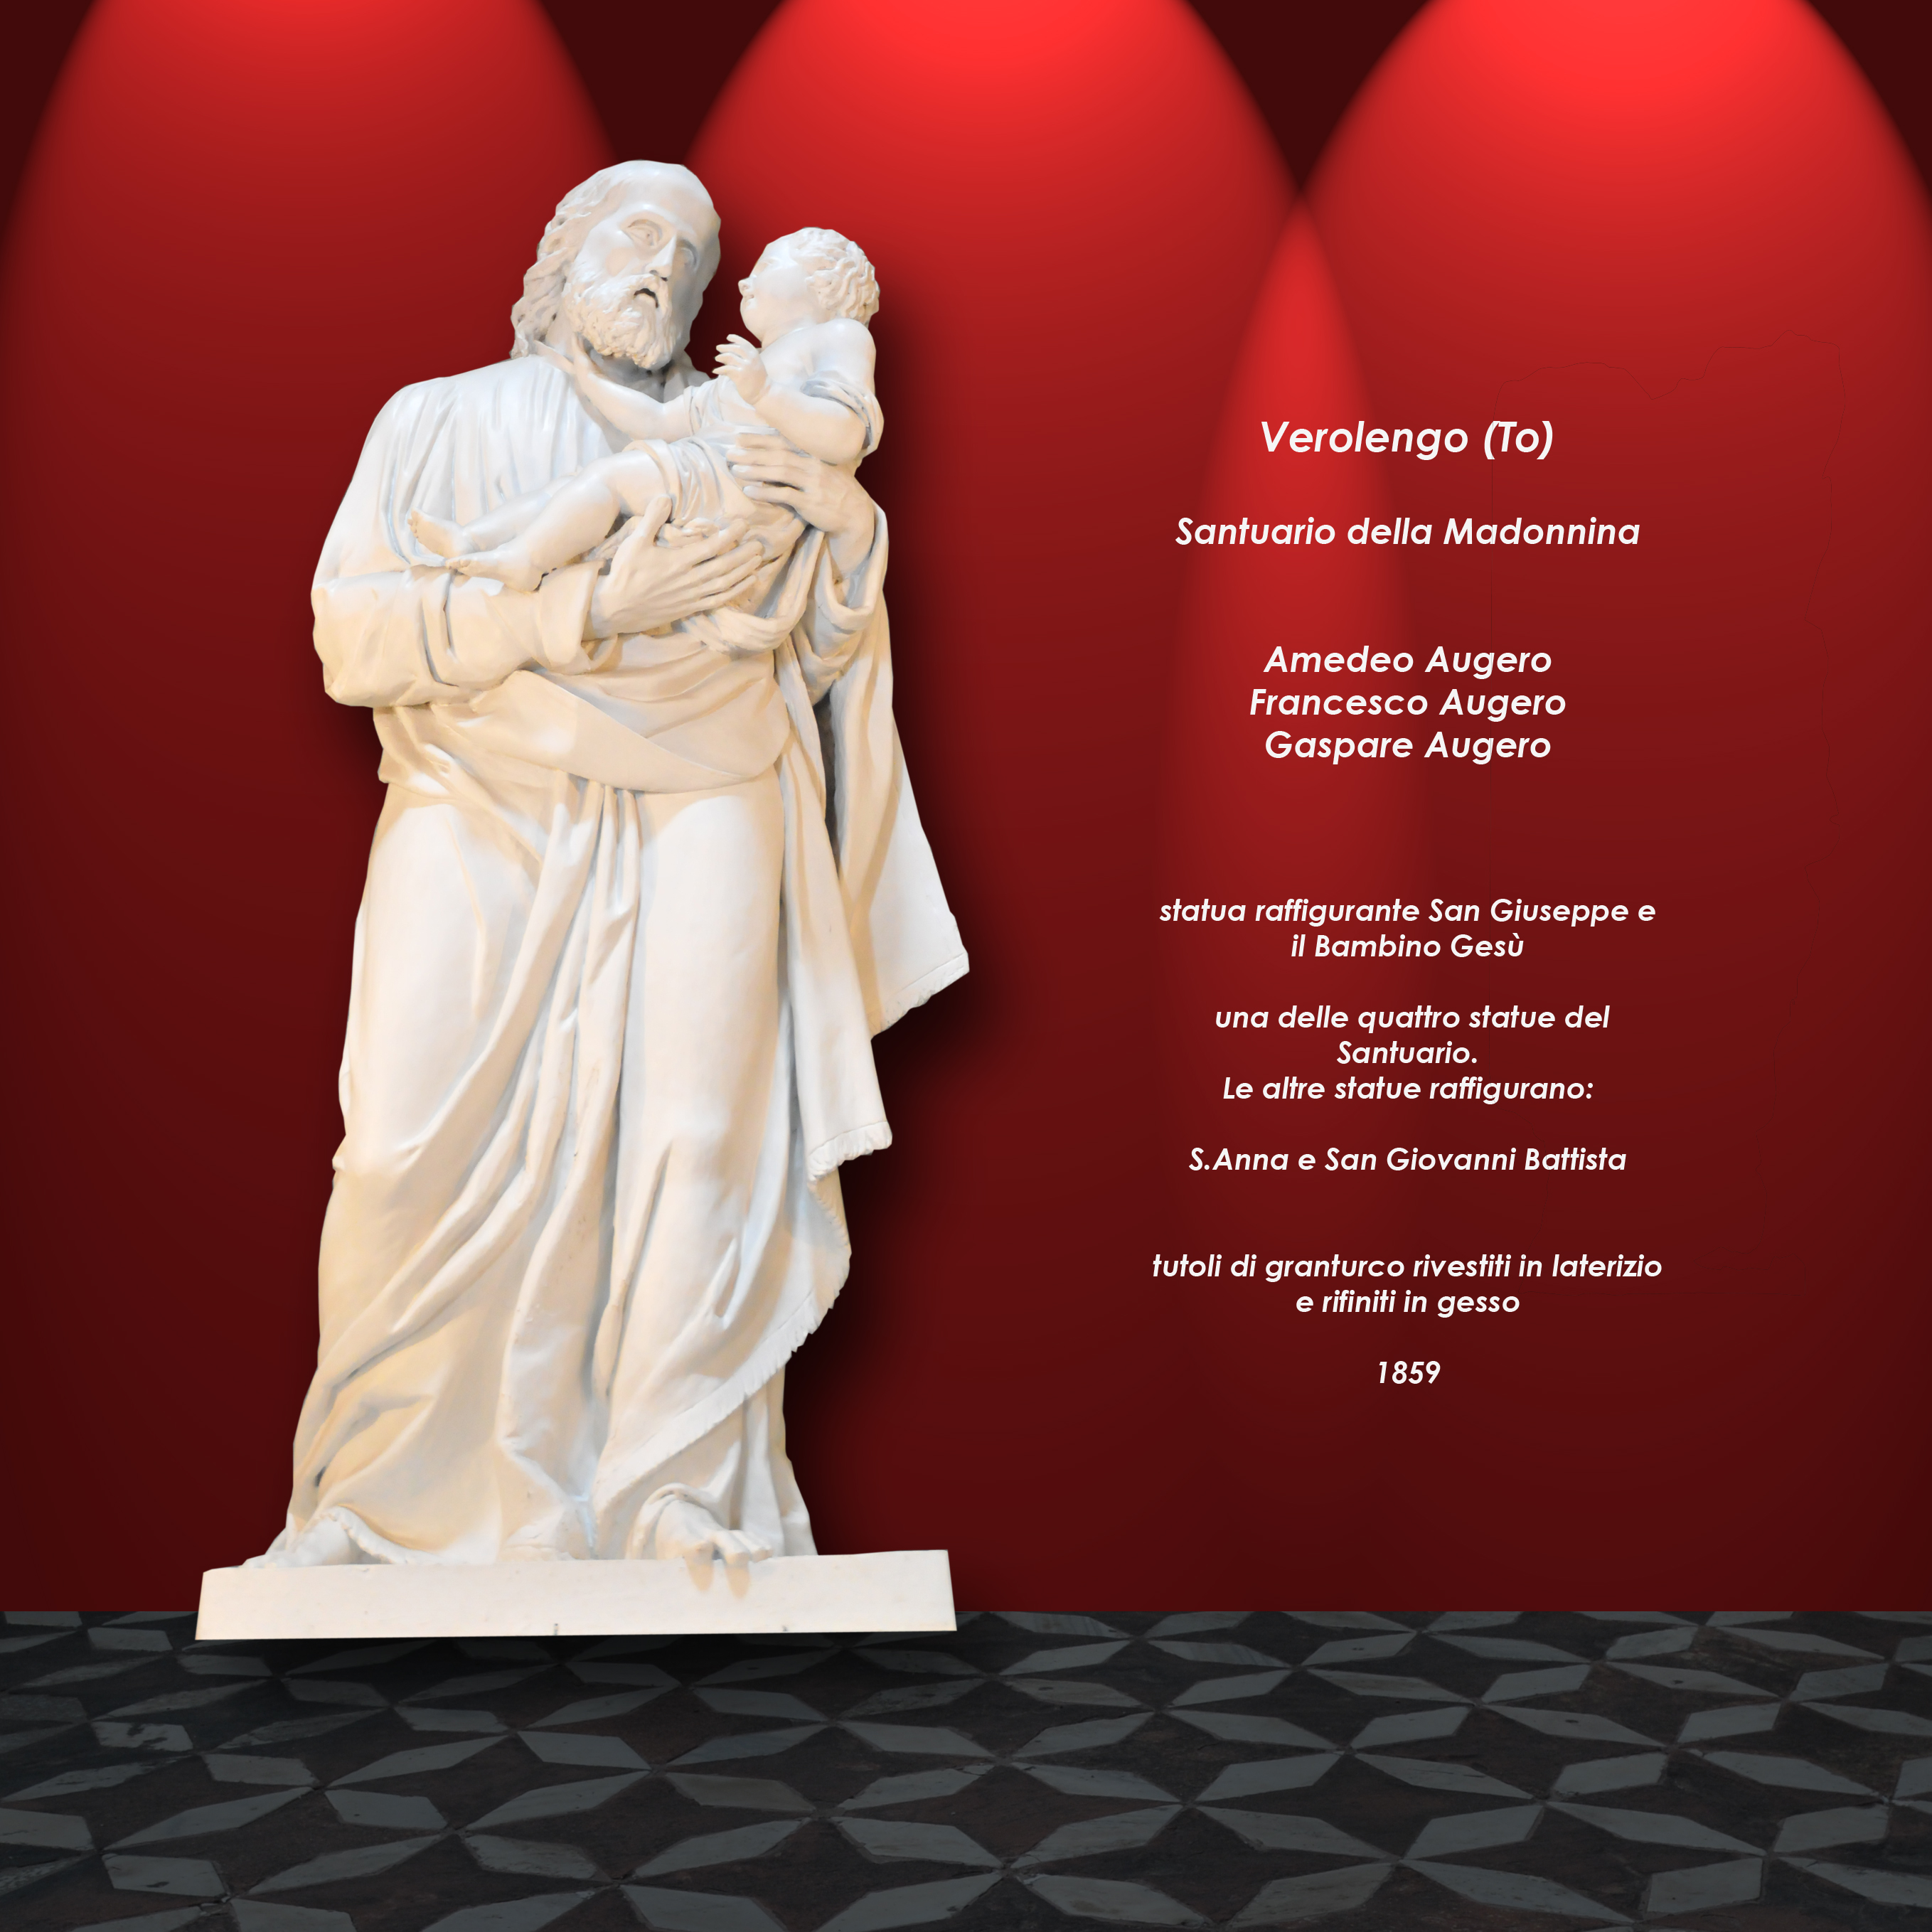 Verolengo (To)
Santuario della Madonnina
Amedeo Augero
Francesco Augero
Gaspare Augero
statua raffigurante San Giuseppe e
il Bambino Gesù
una delle quattro statue del
Santuario.
Le altre statue raffigurano:
S.Anna e San Giovanni Battista
tutoli di granturco rivestiti in laterizio
e rifiniti in gesso
1859